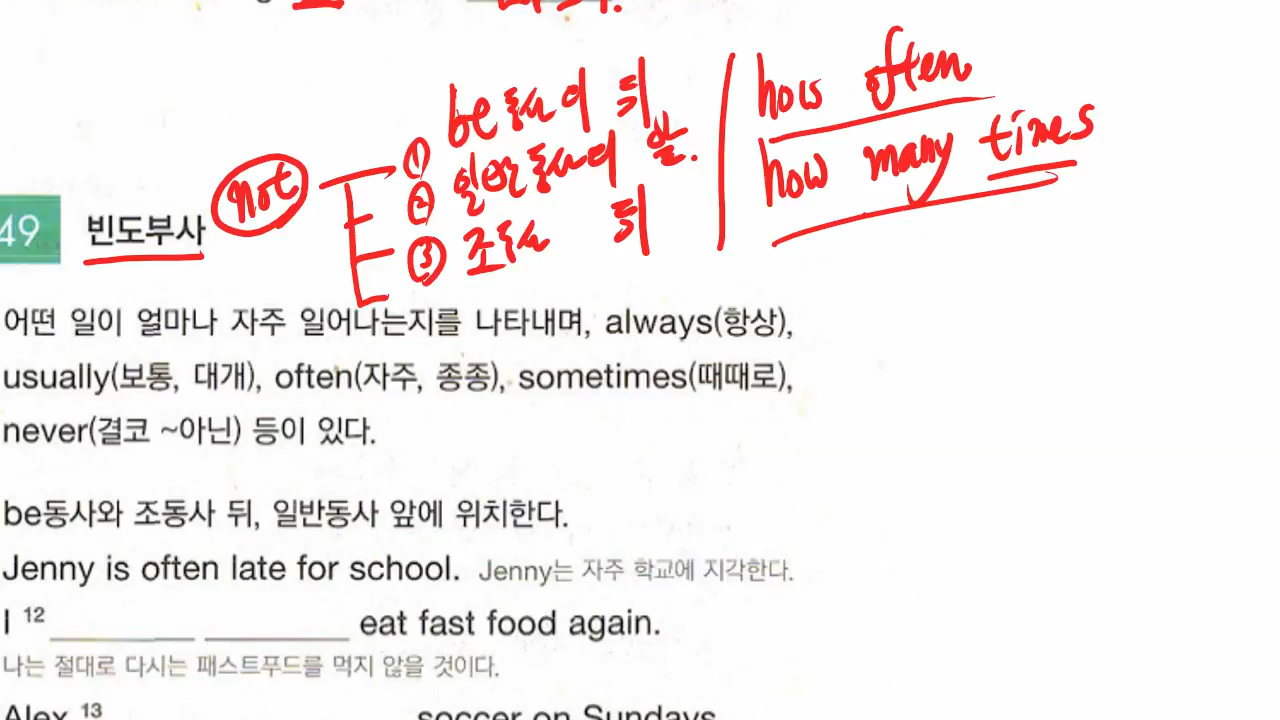 how often
① be동사의 뒤
how many times
② 일반동사의 앞.
not
③ 조동사 뒤
49 빈도부사
어떤 일이 얼마나 자주 일어나는지를 나타내며, always(항상),
usually(보통, 대개), often(자주, 종종), sometimes(때때로),
never(결코 ~아닌) 등이 있다.
be동사와 조동사 뒤, 일반동사 앞에 위치한다.
Jenny is often late for school. Jenny는 자주 학교에 지각한다.
I 12 ________ ________ eat fast food again.
나는 절대로 다시는 패스트푸드를 먹지 않을 것이다.
Alex 13 soccer on Sundays.